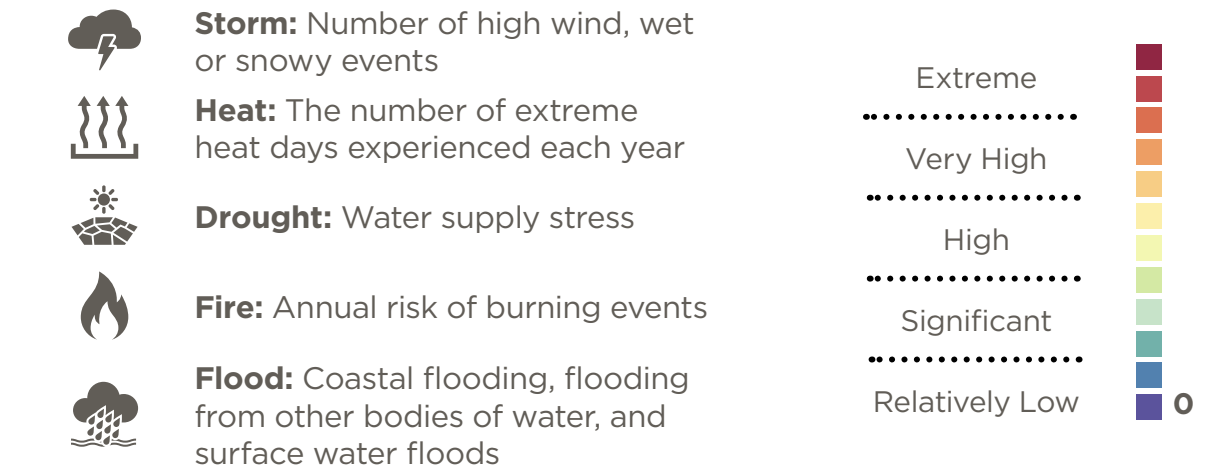 Storm: Number of high wind, wet
or snowy events
Heat: The number of extreme
heat days experienced each year
Drought: Water supply stress
Fire: Annual risk of burning events
Flood: Coastal flooding, flooding
from other bodies of water, and
surface water floods
Extreme
Very High
High
Significant
Relatively Low
0